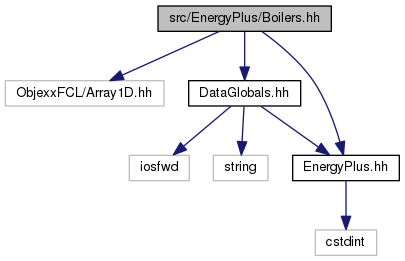 src/EnergyPlus/Boilers.hh
ObjexxFCL/Array1D.hh
DataGlobals.hh
iosfwd
string
EnergyPlus.hh
cstdint